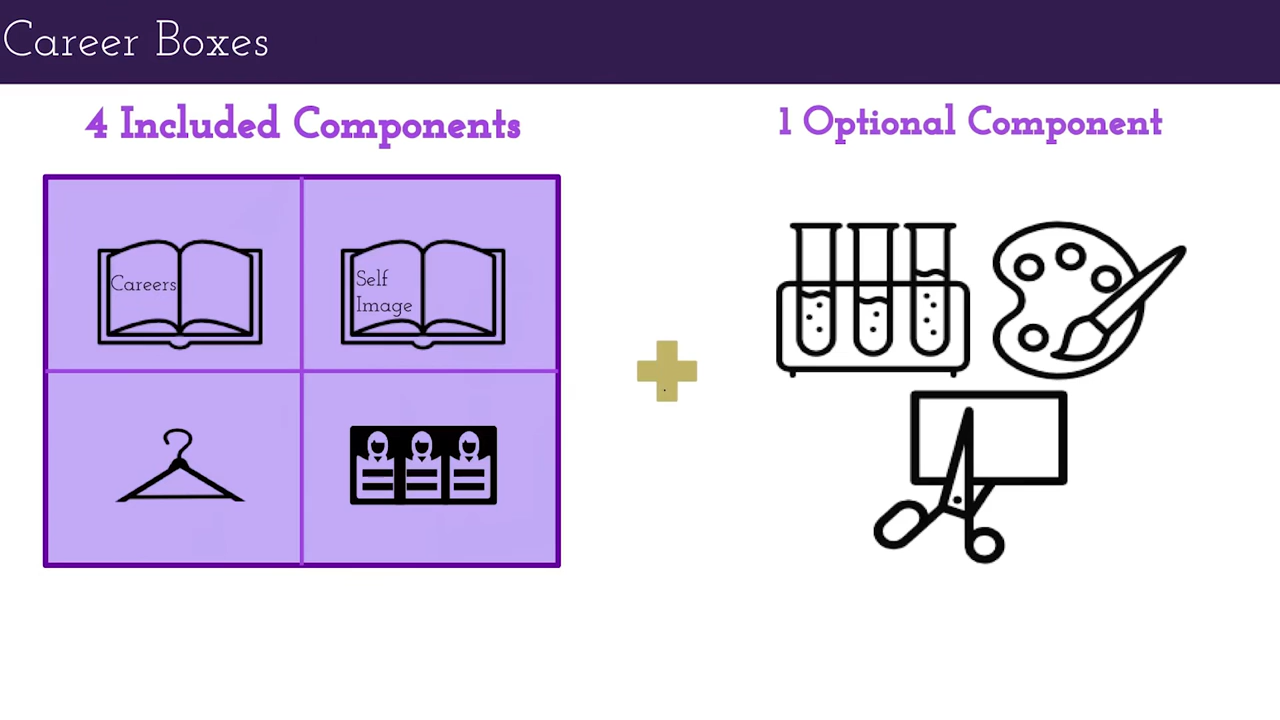 Career Boxes
4 Included Components
1 Optional Component
Careers
Self
Image